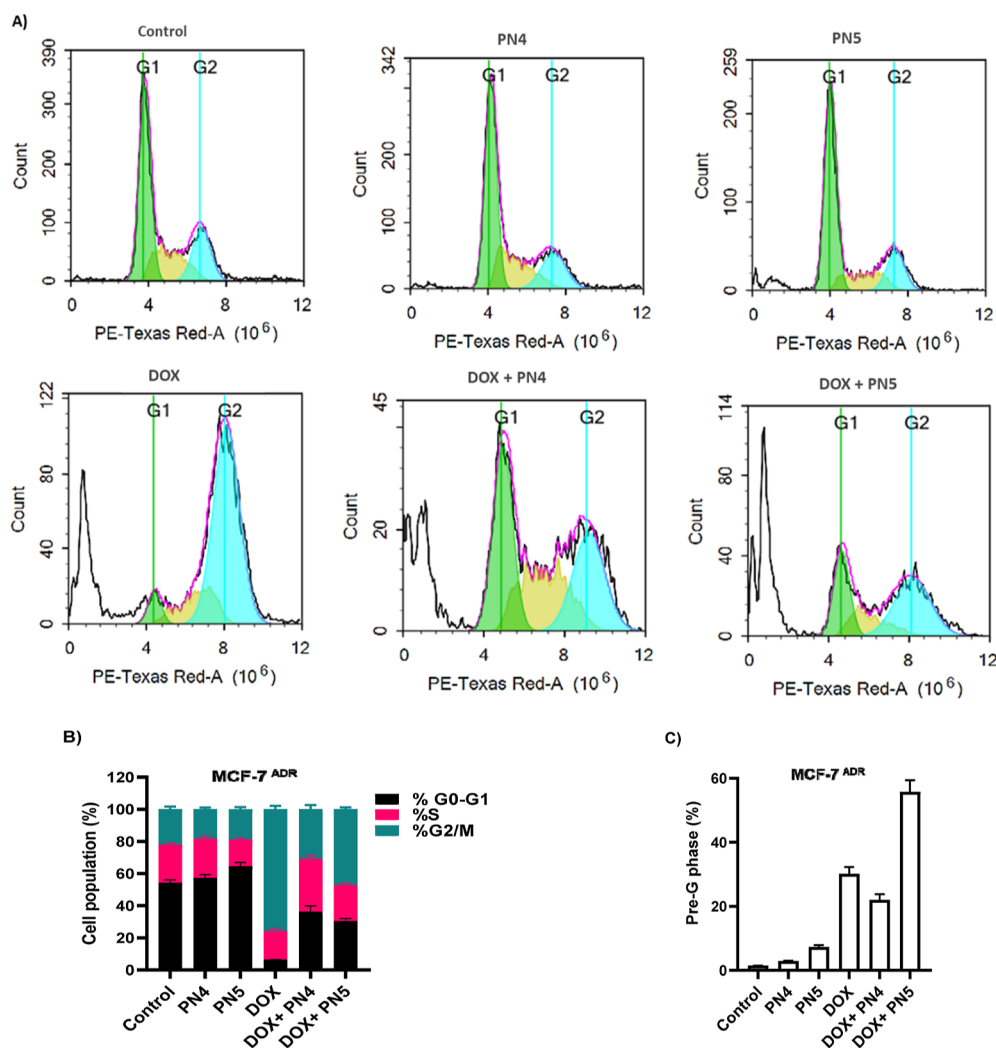 A)
Control
390
300
200
100
0
Count
G1
G2
0 4 8 12
PE-Texas Red-A (10^6)
PN4
342
200
100
0
Count
G1
G2
0 4 8 12
PE-Texas Red-A (10^6)
PN5
259
200
100
0
Count
G1
G2
0 4 8 12
PE-Texas Red-A (10^6)
DOX
122
80
40
0
Count
G1
G2
0 4 8 12
PE-Texas Red-A (10^6)
DOX + PN4
45
20
0
Count
G1
G2
0 4 8 12
PE-Texas Red-A (10^6)
DOX + PN5
114
80
40
0
Count
G1
G2
0 4 8 12
PE-Texas Red-A (10^6)
B)
MCF-7 ADR
120
100
80
60
40
20
0
Cell population (%)
Control
PN4
PN5
DOX
DOX+ PN4
DOX+ PN5
% G0-G1
%S
%G2/M
C)
MCF-7 ADR
60
40
20
0
Pre-G phase (%)
Control
PN4
PN5
DOX
DOX+ PN4
DOX+ PN5